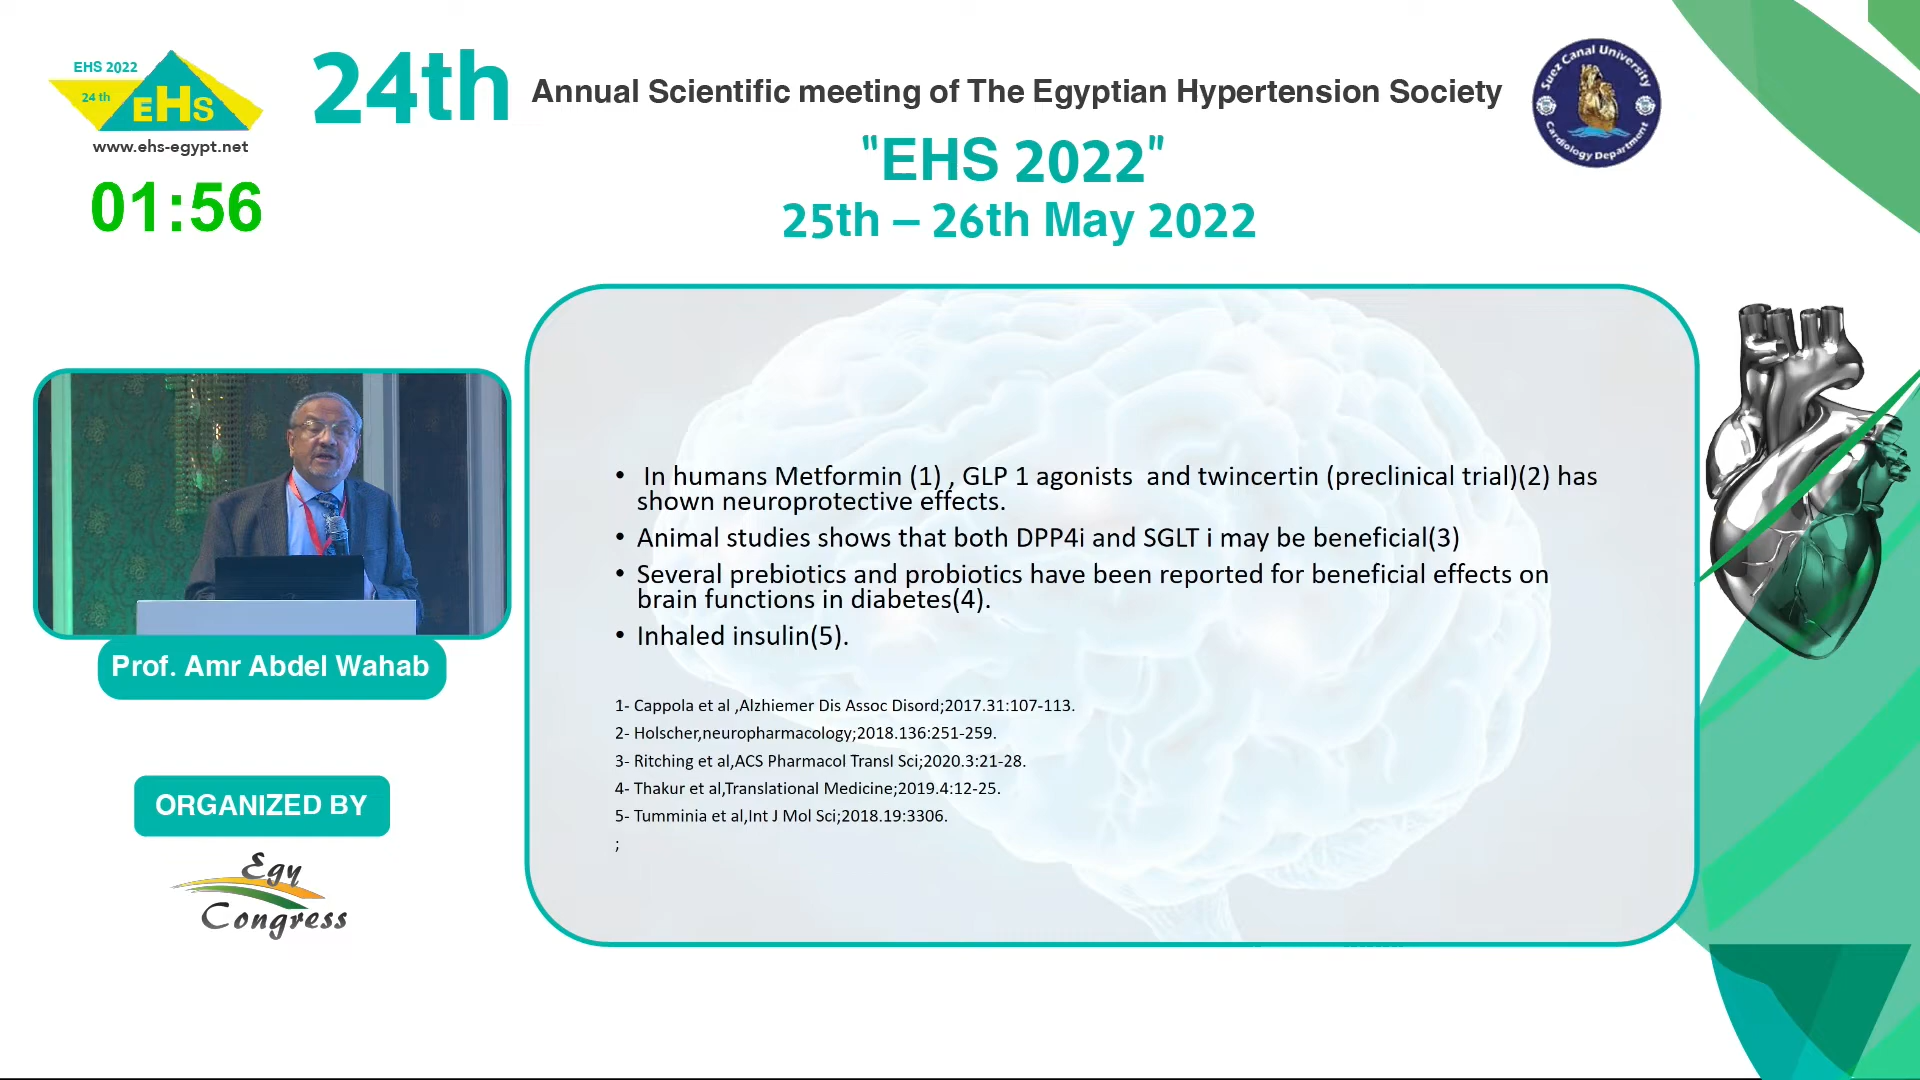 EHS 2022
24 th
EHS
www.ehs-egypt.net
01:56
24th Annual Scientific meeting of The Egyptian Hypertension Society
"EHS 2022"
25th – 26th May 2022
Suez Canal University
Cardiology Department
• In humans Metformin (1) , GLP 1 agonists and twincertin (preclinical trial)(2) has
shown neuroprotective effects.
• Animal studies shows that both DPP4i and SGLT i may be beneficial(3)
• Several prebiotics and probiotics have been reported for beneficial effects on
brain functions in diabetes(4).
• Inhaled insulin(5).
1- Cappola et al ,Alzhiemer Dis Assoc Disord;2017.31:107-113.
2- Holscher,neuropharmacology;2018.136:251-259.
3- Ritching et al,ACS Pharmacol Transl Sci;2020.3:21-28.
4- Thakur et al,Translational Medicine;2019.4:12-25.
5- Tumminia et al,Int J Mol Sci;2018.19:3306.
;
Prof. Amr Abdel Wahab
ORGANIZED BY
Egy
Congress